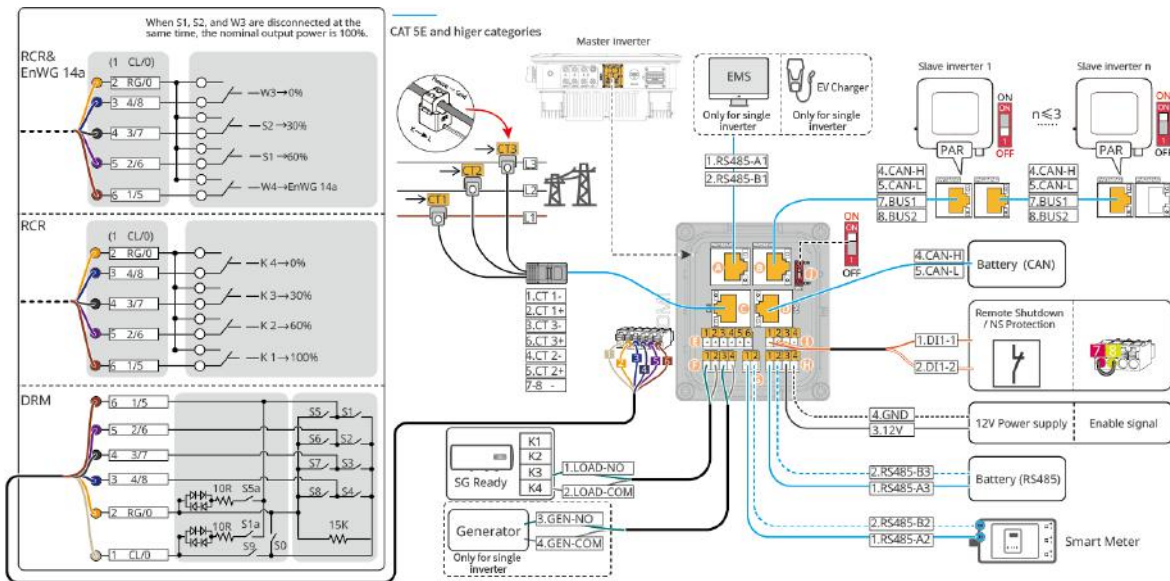 When S1, S2, and W3 are disconnected at the
same time, the nominal output power is 100%.
RCR&
EnWG 14a
(1 CL/0)
2 RG/0
3 4/8
4 3/7
5 2/6
6 1/5
W3→0%
S2→30%
S1→60%
W4→EnWG 14a
RCR
(1 CL/0)
2 RG/0
3 4/8
4 3/7
5 2/6
6 1/5
K 4→0%
K 3→30%
K 2→60%
K 1→100%
DRM
6 1/5
5 2/6
4 3/7
3 4/8
2 RG/0
1 CL/0
S5 S1
S6 S2
S7 S3
S8 S4
10R S5a
10R S1a
S9 S0
15K
CAT 5E and higer categories
House Grid
K L
CT3
CT2
CT1
L3
L2
L1
1.CT 1-
2.CT 1+
3.CT 3-
6.CT 3+
4.CT 2-
5.CT 2+
7-8 -
Master inverter
EMS
Only for single
inverter
EV Charger
Only for single
inverter
1.RS485-A1
2.RS485-B1
Slave inverter 1
Slave inverter n
n≤3
ON
1
OFF
ON
1
OFF
PAR
PAR
4.CAN-H
5.CAN-L
7.BUS1
8.BUS2
4.CAN-H
5.CAN-L
7.BUS1
8.BUS2
ON
1
OFF
A
B
1 2 3 4 5 6
1 2 3 4
1 2 3 4
1 2
1 2 3 4
4.CAN-H
5.CAN-L
Battery (CAN)
Remote Shutdown
/ NS Protection
1.DI1-1
2.DI1-2
7
8
4.GND
3.12V
12V Power supply
Enable signal
2.RS485-B3
1.RS485-A3
Battery (RS485)
2.RS485-B2
1.RS485-A2
Smart Meter
SG Ready
K1
K2
K3
K4
1.LOAD-NO
2.LOAD-COM
Generator
Only for single
inverter
3.GEN-NO
4.GEN-COM